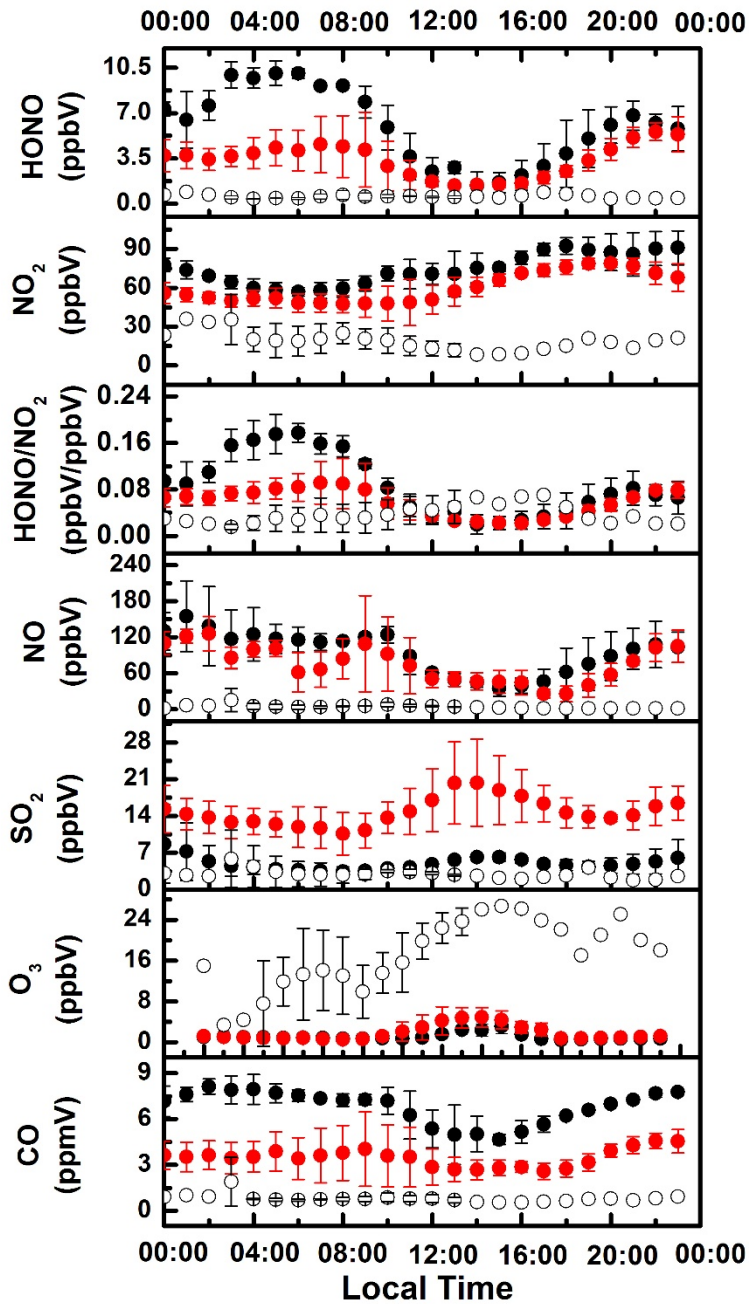 00:00 04:00 08:00 12:00 16:00 20:00 00:00
HONO
(ppbV)
10.5
7.0
3.5
0.0
NO2
(ppbV)
90
60
30
0
HONO/NO2
(ppbV/ppbV)
0.24
0.16
0.08
0.00
NO
(ppbV)
240
180
120
60
0
SO2
(ppbV)
28
21
14
7
0
O3
(ppbV)
24
16
8
0
CO
(ppmV)
9
6
3
0
00:00 04:00 08:00 12:00 16:00 20:00 00:00
Local Time